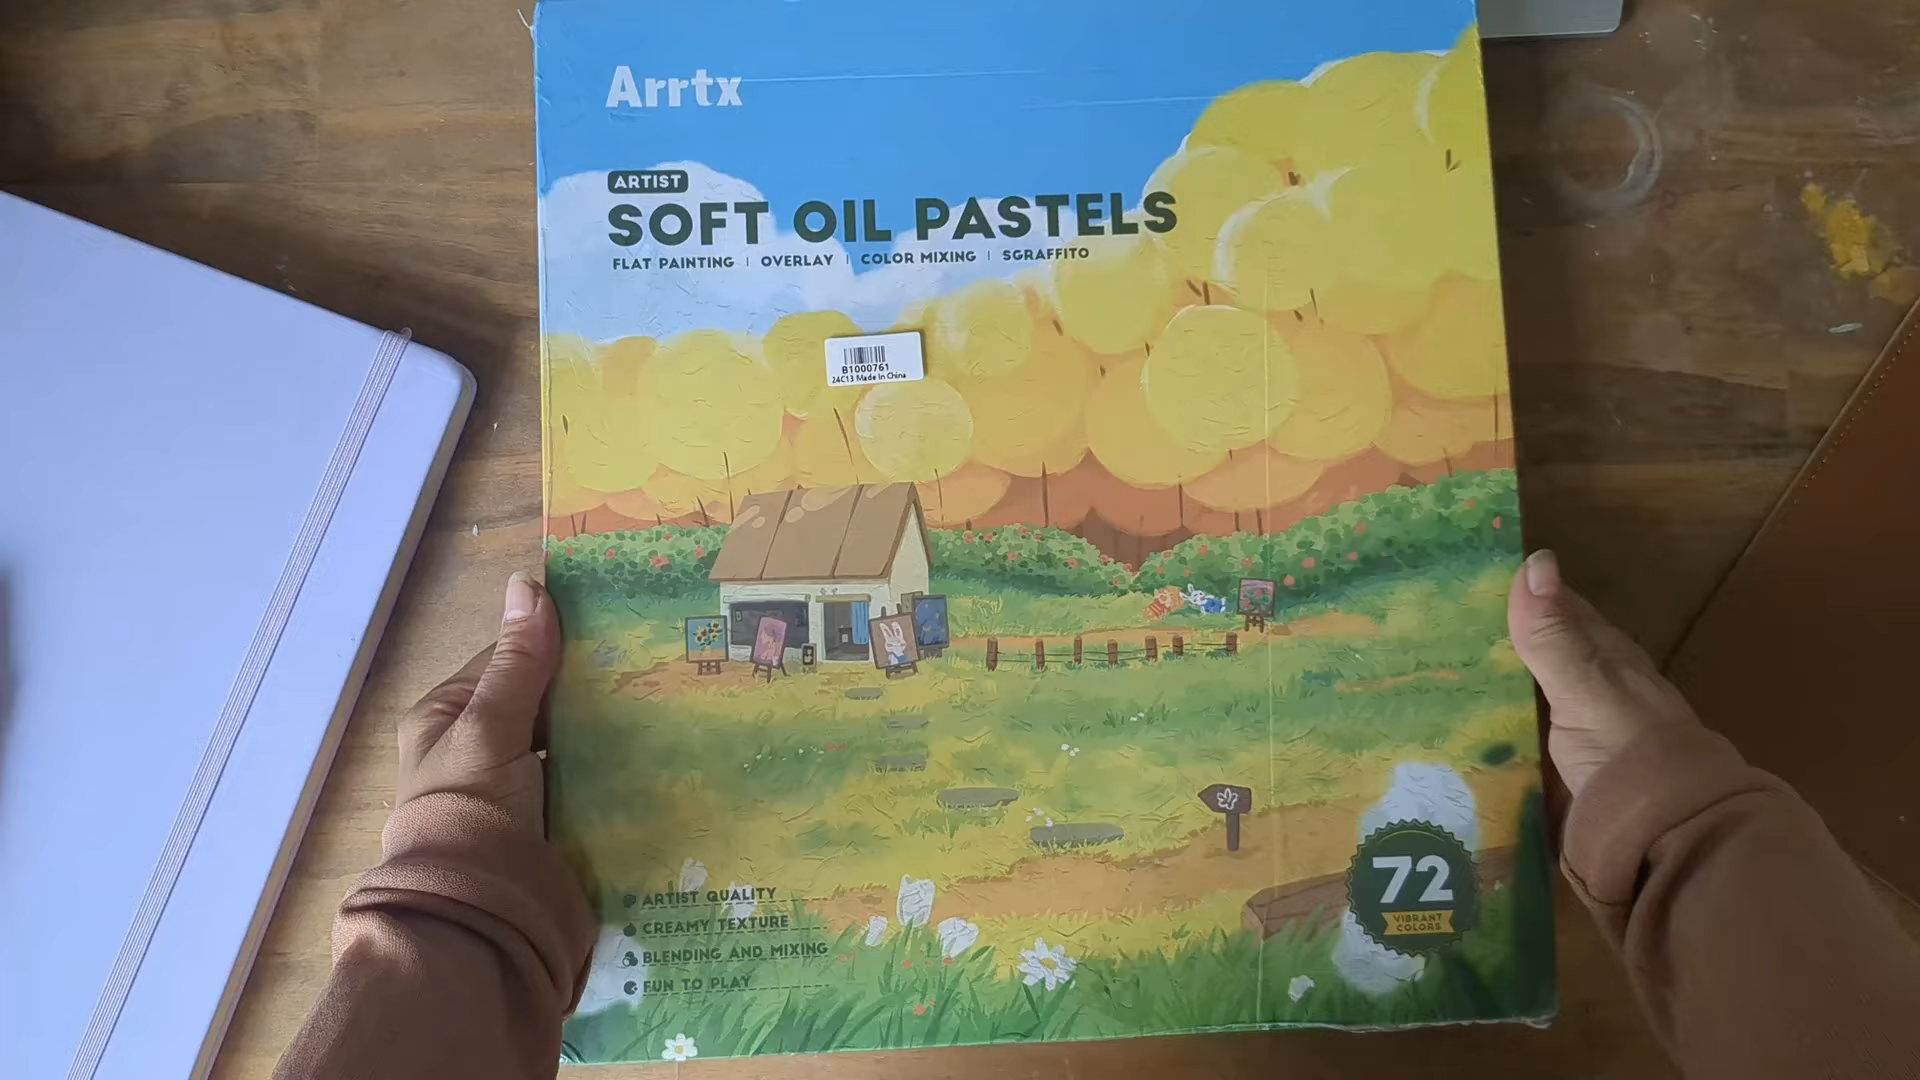 Arrtx
ARTIST
SOFT OIL PASTELS
FLAT PAINTING | OVERLAY | COLOR MIXING | SGRAFFITO
B1000761
24C13 Made In China
ARTIST QUALITY
CREAMY TEXTURE
BLENDING AND MIXING
FUN TO PLAY
72
VIBRANT
COLORS